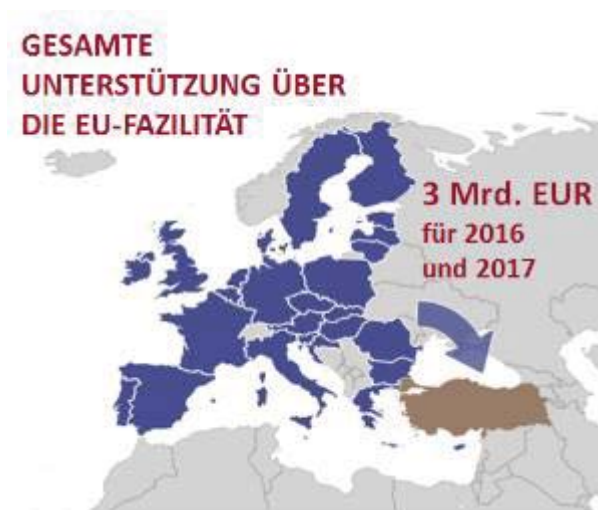 GESAMTE
UNTERSTÜTZUNG ÜBER
DIE EU-FAZILITÄT
3 Mrd. EUR
für 2016
und 2017